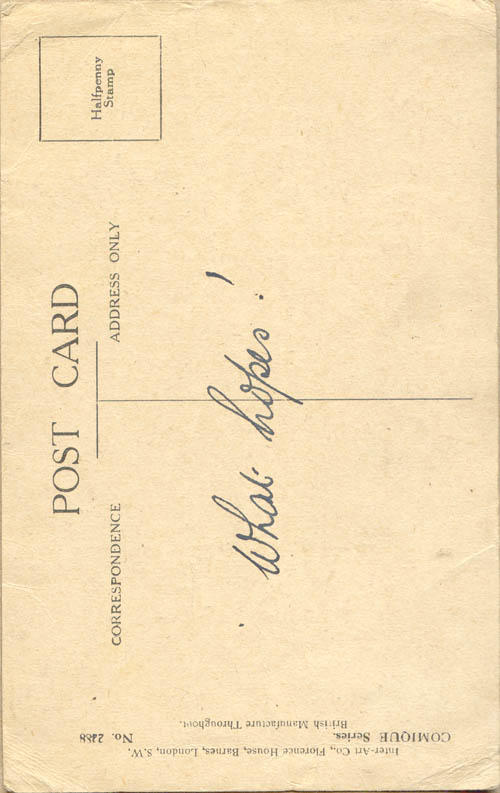 POST CARD
Halfpenny
Stamp
CORRESPONDENCE
ADDRESS ONLY
What hopes!
Inter-Art Co., Florence House, Barnes, London, S.W.
COMIQUE Series. No.
British Manufacture Throughout.